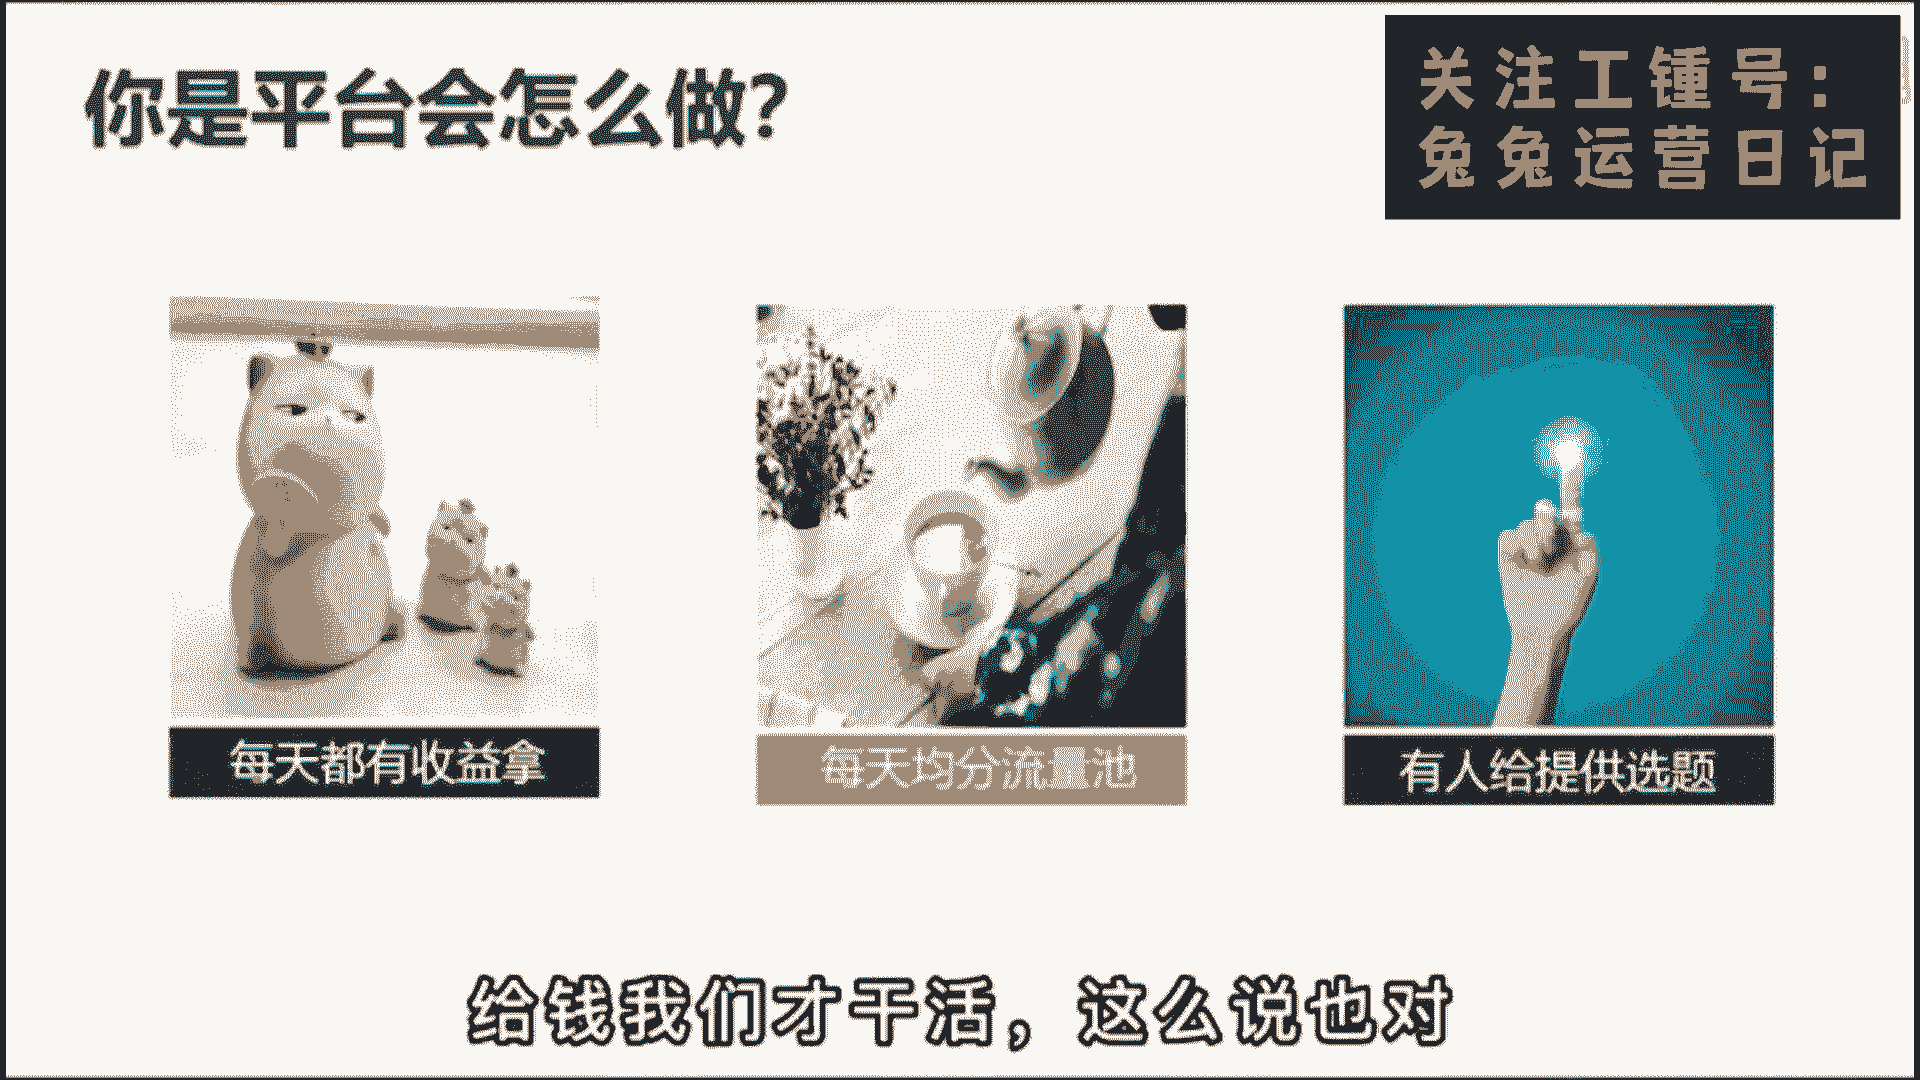 你是平台会怎么做？
关注工锺号：
兔兔运营日记
每天都有收益拿
每天均分流量池
有人给提供选题
给钱我们才干活，这么说也对